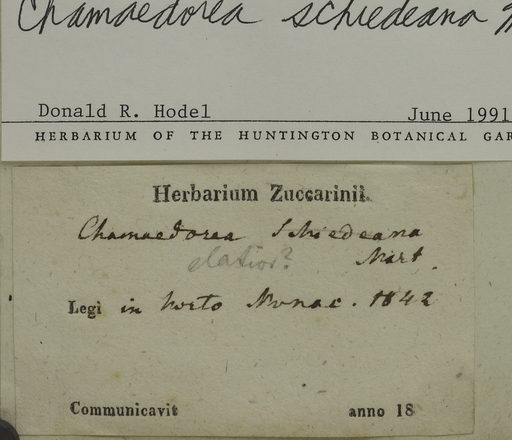 Chamaedorea schiedeana
Donald R. Hodel June 1991
HERBARIUM OF THE HUNTINGTON BOTANICAL GAR
Herbarium Zuccarinii.
Chamaedorea Schiedeana
elatior? Mart.
Legi in horto Monac. 1842
Communicavit anno 18